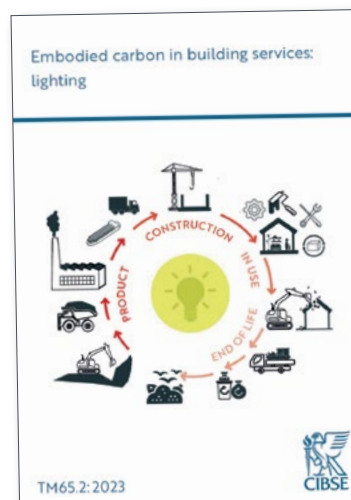 Embodied carbon in building services:
lighting
CONSTRUCTION
IN USE
PRODUCT
END OF LIFE
TM65.2:2023
CIBSE